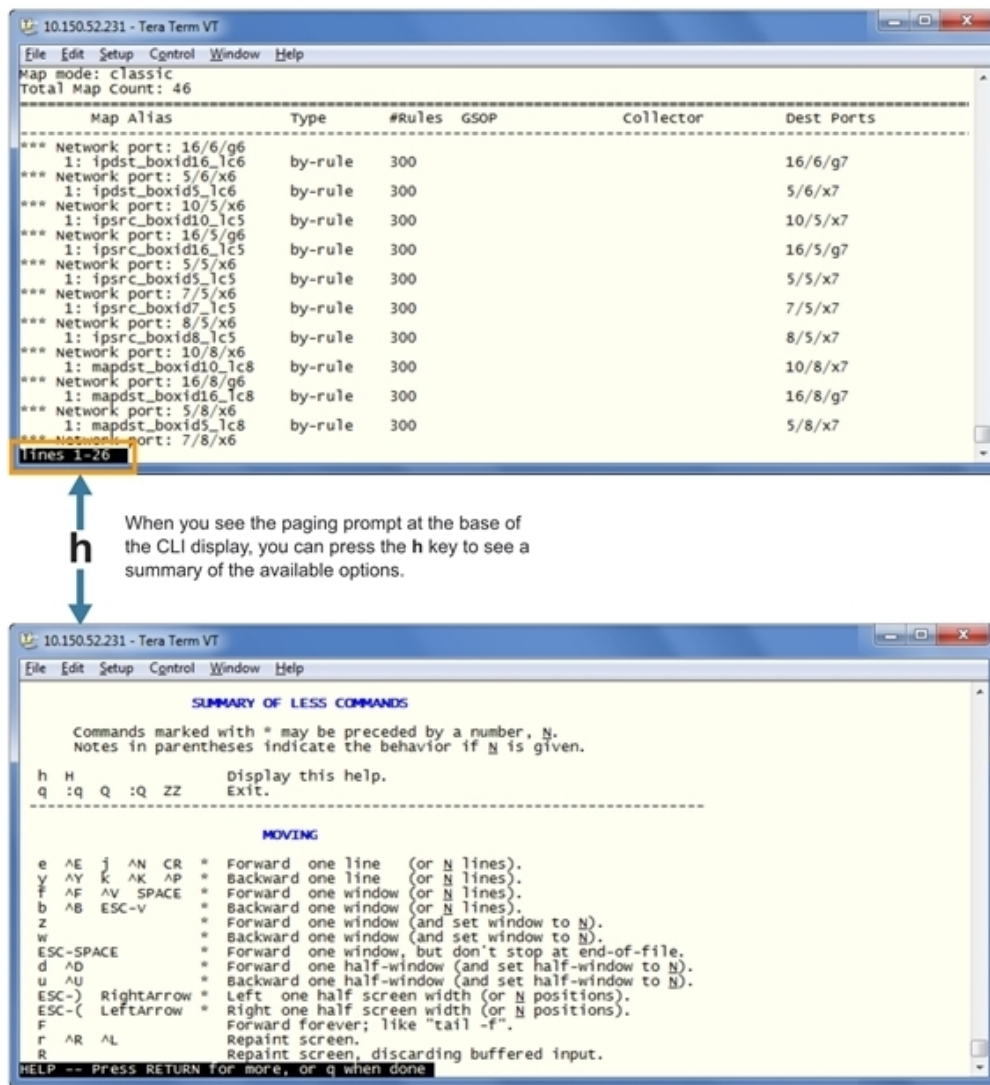 10.150.52.231 - Tera Term VT
File Edit Setup Control Window Help
Map mode: classic
Total Map Count: 46
Map Alias Type #Rules GSOP Collector Dest Ports
*** Network port: 16/6/g6
1: ipdst_boxid16_lc6 by-rule 300 16/6/g7
*** Network port: 5/6/x6
1: ipdst_boxid5_lc6 by-rule 300 5/6/x7
*** Network port: 10/5/x6
1: ipsrc_boxid10_lc5 by-rule 300 10/5/x7
*** Network port: 16/5/g6
1: ipsrc_boxid16_lc5 by-rule 300 16/5/g7
*** Network port: 5/5/x6
1: ipsrc_boxid5_lc5 by-rule 300 5/5/x7
*** Network port: 7/5/x6
1: ipsrc_boxid7_lc5 by-rule 300 7/5/x7
*** Network port: 8/5/x6
1: ipsrc_boxid8_lc5 by-rule 300 8/5/x7
*** Network port: 10/8/x6
1: mapdst_boxid10_lc8 by-rule 300 10/8/x7
*** Network port: 16/8/g6
1: mapdst_boxid16_lc8 by-rule 300 16/8/g7
*** Network port: 5/8/x6
1: mapdst_boxid5_lc8 by-rule 300 5/8/x7
*** Network port: 7/8/x6
lines 1-26
h
When you see the paging prompt at the base of
the CLI display, you can press the h key to see a
summary of the available options.
10.150.52.231 - Tera Term VT
File Edit Setup Control Window Help
SUMMARY OF LESS COMMANDS
Commands marked with * may be preceded by a number, N.
Notes in parentheses indicate the behavior if N is given.
h H Display this help.
q :q Q :Q ZZ Exit.
MOVING
e ^E j ^N CR * Forward one line (or N lines).
y ^Y k ^K ^P * Backward one line (or N lines).
f ^F ^V SPACE * Forward one window (or N lines).
b ^B ESC-v * Backward one window (or N lines).
z * Forward one window (and set window to N).
w * Backward one window (and set window to N).
ESC-SPACE * Forward one window, but don't stop at end-of-file.
d ^D * Forward one half-window (and set half-window to N).
u ^U * Backward one half-window (and set half-window to N).
ESC-) RightArrow * Left one half screen width (or N positions).
ESC-( LeftArrow * Right one half screen width (or N positions).
F Forward forever; like "tail -f".
r ^R ^L Repaint screen.
R Repaint screen, discarding buffered input.
HELP -- Press RETURN for more, or q when done